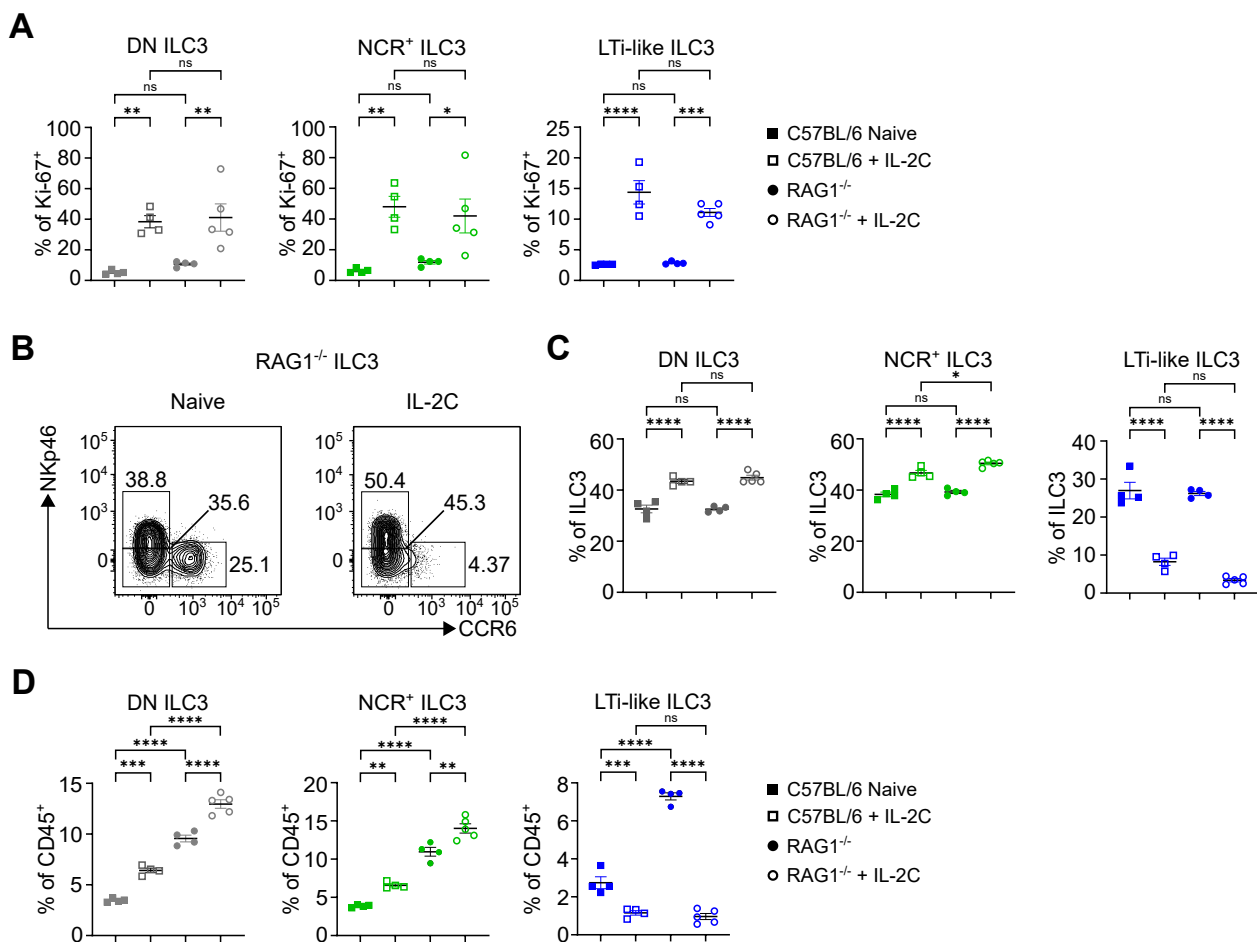 A
DN ILC3
NCR⁺ ILC3
LTi-like ILC3
ns
ns
ns
ns
ns
ns
** **
** *
**** ***
% of Ki-67⁺
100
80
60
40
20
0
% of Ki-67⁺
100
80
60
40
20
0
% of Ki-67⁺
25
20
15
10
5
0
C57BL/6 Naive
C57BL/6 + IL-2C
RAG1⁻/⁻
RAG1⁻/⁻ + IL-2C
B
RAG1⁻/⁻ ILC3
Naive
IL-2C
NKp46
10⁵
10⁴
10³
0
38.8
35.6
25.1
0 10³ 10⁴ 10⁵
10⁵
10⁴
10³
0
50.4
45.3
4.37
0 10³ 10⁴ 10⁵
CCR6
C
DN ILC3
NCR⁺ ILC3
LTi-like ILC3
ns
ns
**** ****
*
ns
**** ****
ns
ns
**** ****
% of ILC3
60
40
20
0
% of ILC3
60
40
20
0
% of ILC3
40
30
20
10
0
D
DN ILC3
NCR⁺ ILC3
LTi-like ILC3
****
****
*** ****
****
****
** **
ns
****
*** ****
% of CD45⁺
15
10
5
0
% of CD45⁺
20
15
10
5
0
% of CD45⁺
8
6
4
2
0
C57BL/6 Naive
C57BL/6 + IL-2C
RAG1⁻/⁻
RAG1⁻/⁻ + IL-2C